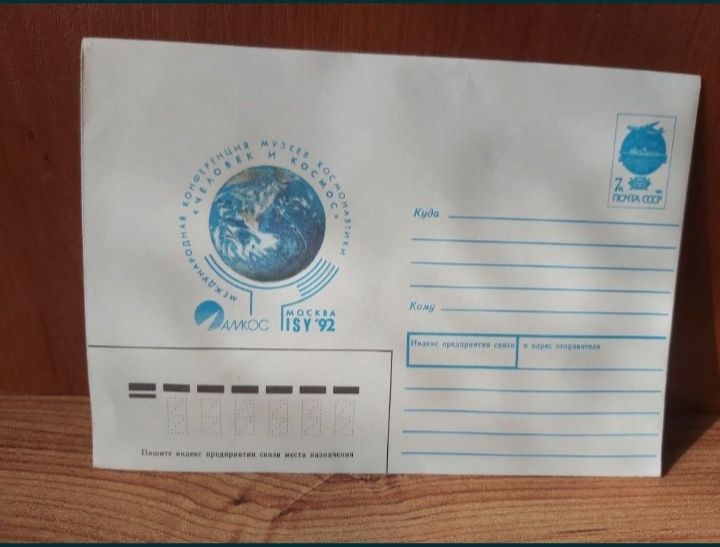 МЕЖДУНАРОДНАЯ КОНФЕРЕНЦИЯ МУЗЕЕВ КОСМОНАВТИКИ
«ЧЕЛОВЕК И КОСМОС»
АМКОС
МОСКВА
ISY'92
7к
ПОЧТА СССР
Куда
Кому
Индекс предприятия связи и адрес отправителя
Пишите индекс предприятия связи места назначения